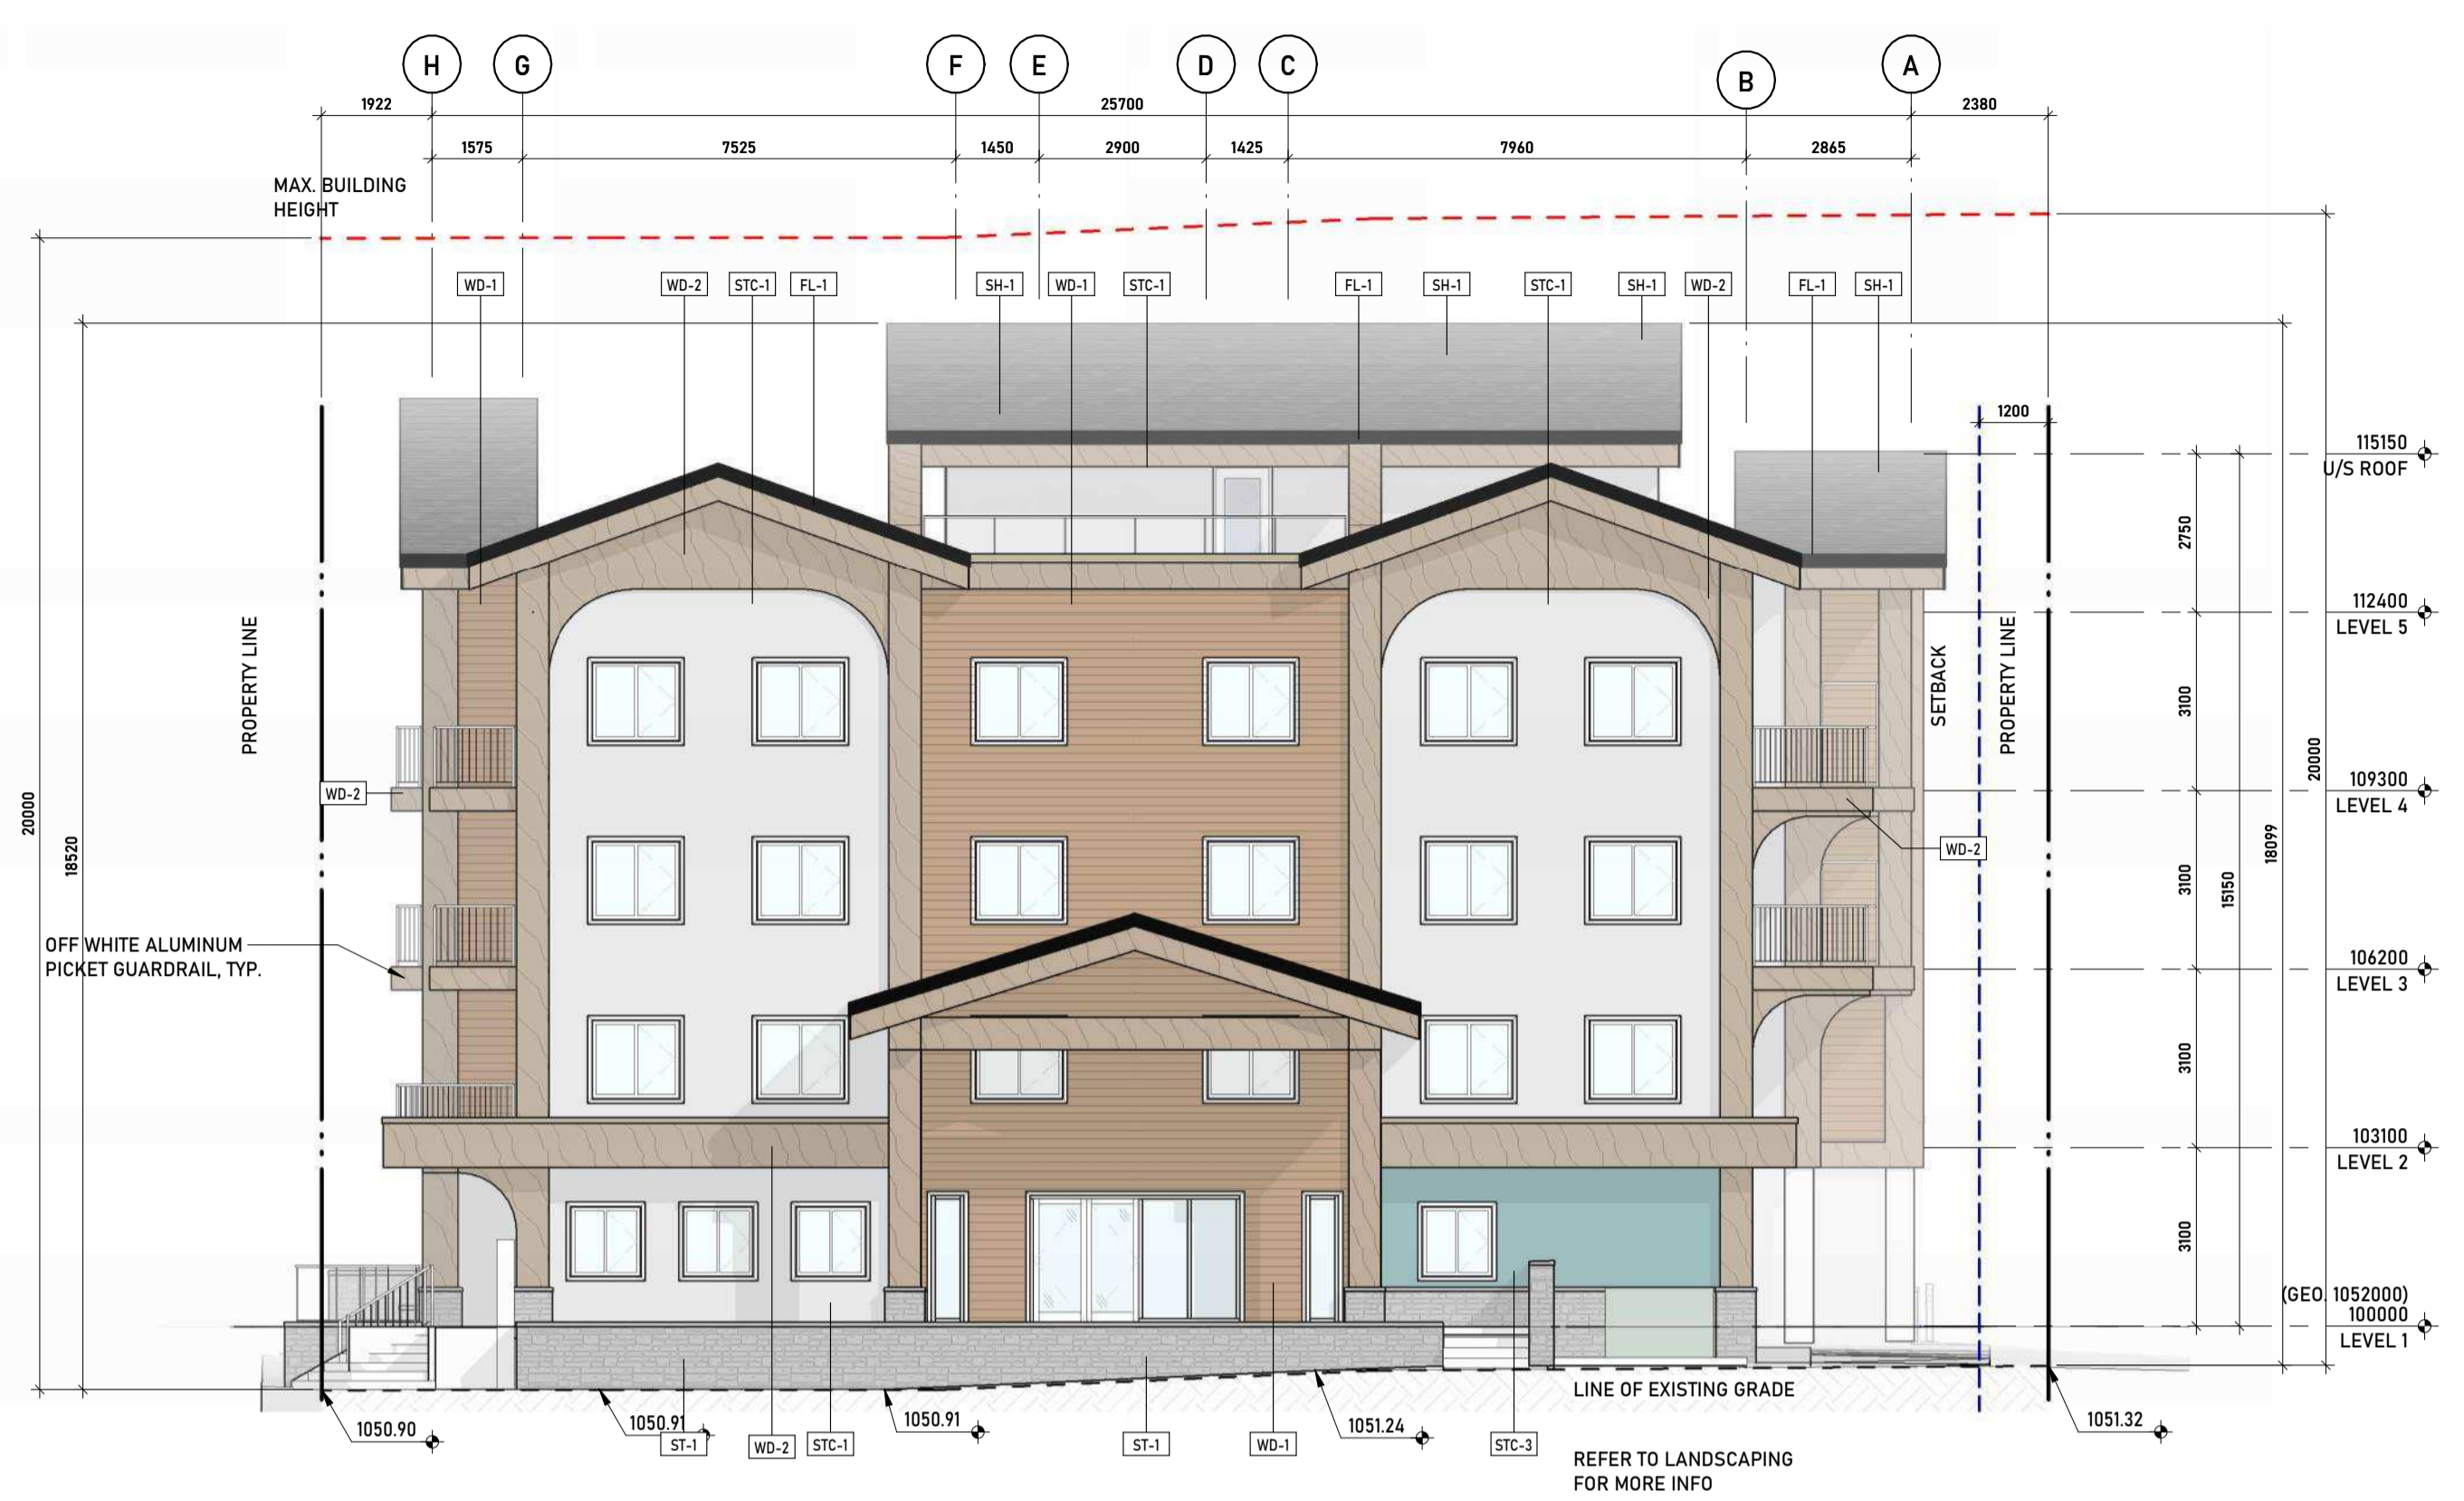 H
G
F
E
D
C
B
A
1922
25700
2380
1575
7525
1450
2900
1425
7960
2865
MAX. BUILDING
HEIGHT
WD-1
WD-2
STC-1
FL-1
SH-1
WD-1
STC-1
FL-1
SH-1
STC-1
SH-1
WD-2
FL-1
SH-1
1200
115150
U/S ROOF
2750
112400
LEVEL 5
PROPERTY LINE
SETBACK
PROPERTY LINE
3100
20000
109300
LEVEL 4
WD-2
20000
18520
WD-2
18099
3100
15150
OFF WHITE ALUMINUM
PICKET GUARDRAIL, TYP.
106200
LEVEL 3
3100
103100
LEVEL 2
3100
(GEO. 1052000)
100000
LEVEL 1
LINE OF EXISTING GRADE
1050.90
1050.91
1050.91
1051.24
1051.32
ST-1
WD-2
STC-1
ST-1
WD-1
STC-3
REFER TO LANDSCAPING
FOR MORE INFO